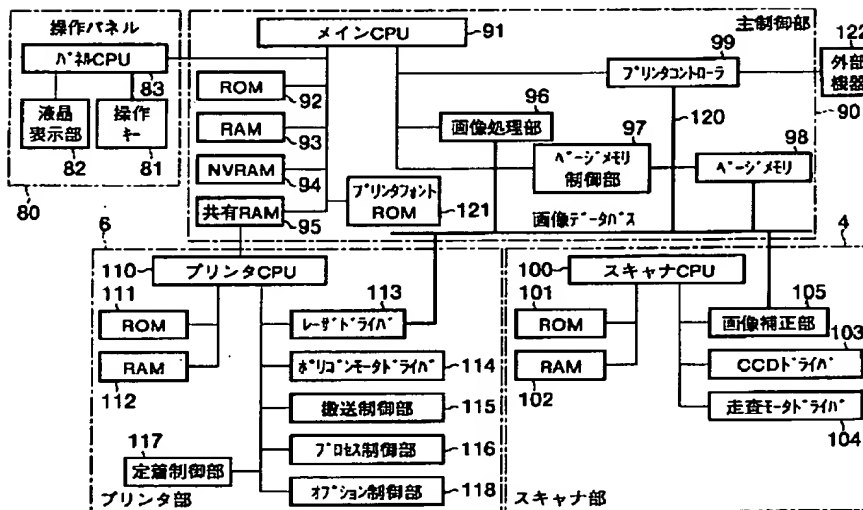 操作パネル
パネルCPU
83
液晶
表示部
82
操作
キー
81
80
主制御部
メインCPU
91
ROM
92
RAM
93
NVRAM
94
共有RAM
95
プリンタフォント
ROM
121
画像処理部
96
ページメモリ
制御部
97
ページメモリ
98
プリンタコントローラ
99
120
外部
機器
122
90
画像データバス
6
プリンタCPU
110
111
ROM
RAM
112
レーザドライバ
113
ポリゴンモータドライバ
114
搬送制御部
115
プロセス制御部
116
117
定着制御部
オプション制御部
118
プリンタ部
4
スキャナCPU
100
101
ROM
RAM
102
画像補正部
105
103
CCDドライバ
走査モータドライバ
104
スキャナ部